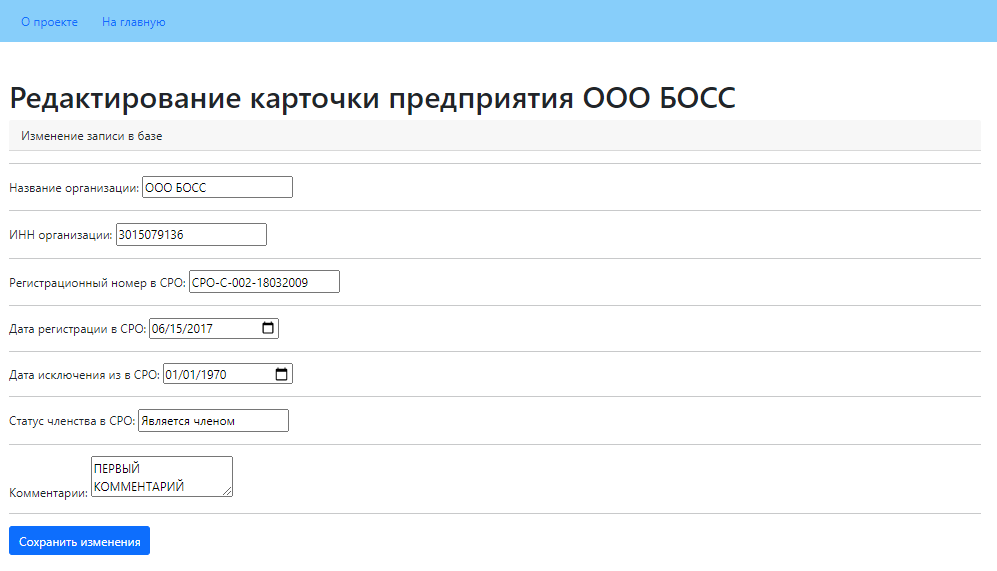 О проекте На главную
Редактирование карточки предприятия ООО БОСС
Изменение записи в базе
Название организации: ООО БОСС
ИНН организации: 3015079136
Регистрационный номер в СРО: СРО-С-002-18032009
Дата регистрации в СРО: 06/15/2017
Дата исключения из в СРО: 01/01/1970
Статус членства в СРО: Является членом
Комментарии: ПЕРВЫЙ
КОММЕНТАРИЙ
Сохранить изменения